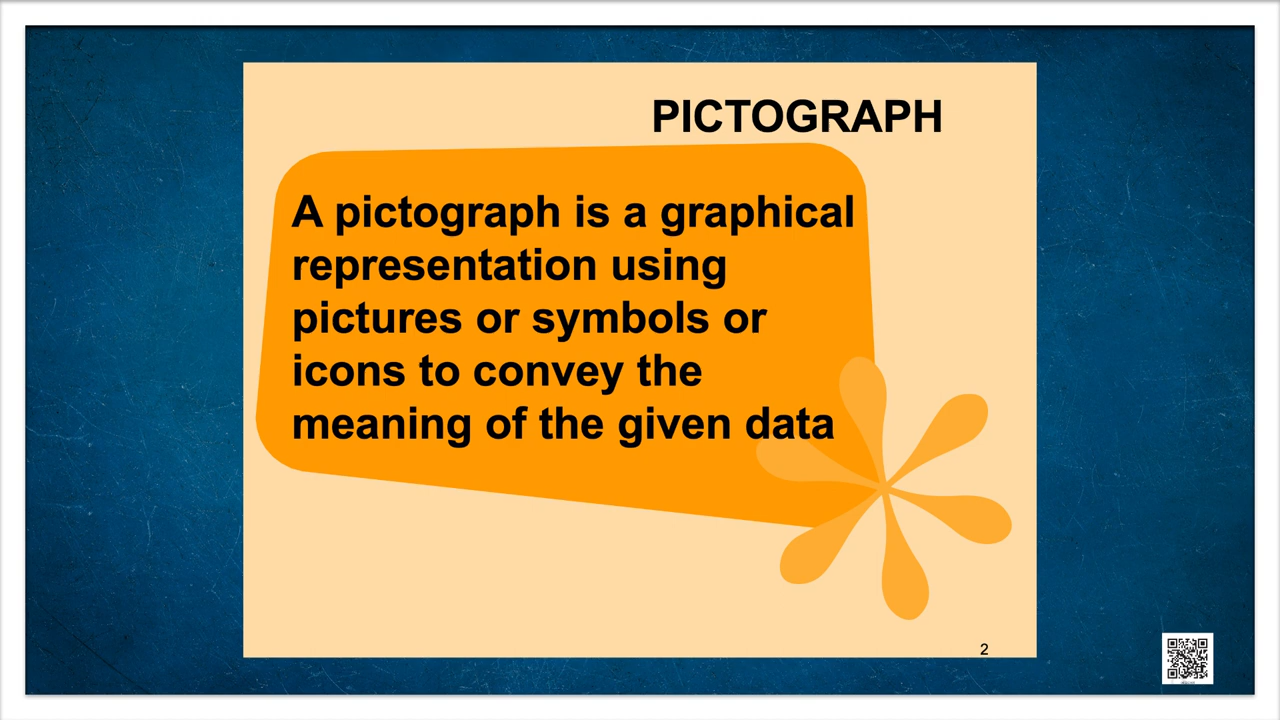 PICTOGRAPH
A pictograph is a graphical
representation using
pictures or symbols or
icons to convey the
meaning of the given data
2